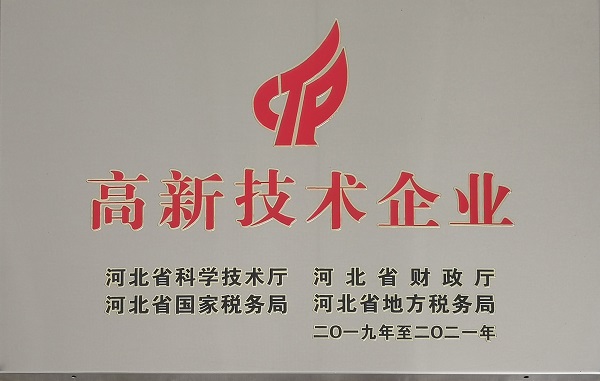 CTP
高新技术企业
河北省科学技术厅 河北省财政厅
河北省国家税务局 河北省地方税务局
二〇一九年至二〇二一年